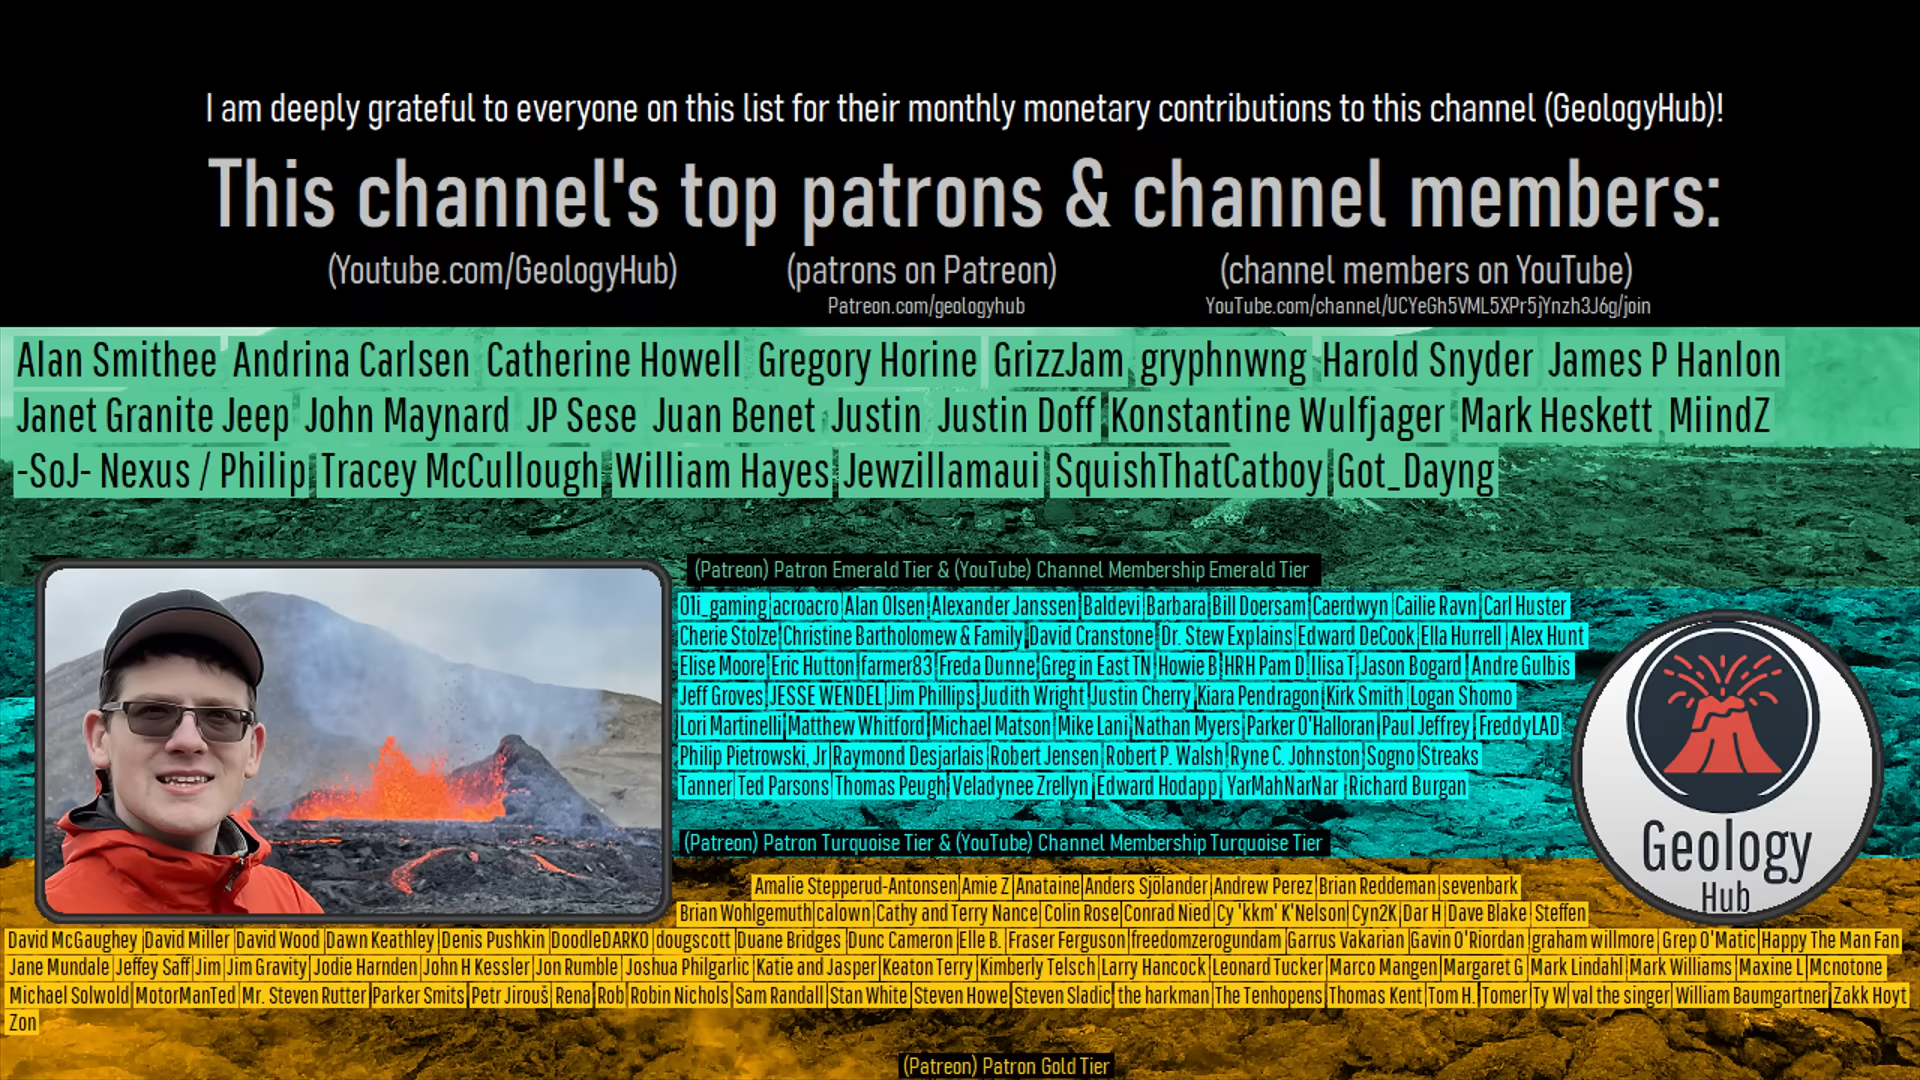 I am deeply grateful to everyone on this list for their monthly monetary contributions to this channel (GeologyHub)!
This channel's top patrons & channel members:
(Youtube.com/GeologyHub) (patrons on Patreon) (channel members on YouTube)
Patreon.com/geologyhub YouTube.com/channel/UCYeGh5VML5XPr5jYnzh3J6g/join
Alan Smithee Andrina Carlsen Catherine Howell Gregory Horine GrizzJam gryphnwng Harold Snyder James P Hanlon
Janet Granite Jeep John Maynard JP Sese Juan Benet Justin Justin Doff Konstantine Wulfjager Mark Heskett MiindZ
-SoJ- Nexus / Philip Tracey McCullough William Hayes Jewzillamaui SquishThatCatboy Got_Dayng
(Patreon) Patron Emerald Tier & (YouTube) Channel Membership Emerald Tier
01i_gaming acroacro Alan Olsen Alexander Janssen Baldevi Barbara Bill Doersam Caerdwyn Cailie Ravn Carl Huster
Cherie Stolze Christine Bartholomew & Family David Cranstone Dr. Stew Explains Edward DeCook Ella Hurrell Alex Hunt
Elise Moore Eric Hutton farmer83 Freda Dunne Greg in East TN Howie B HRH Pam D Ilisa T Jason Bogard Andre Gulbis
Jeff Groves JESSE WENDEL Jim Phillips Judith Wright Justin Cherry Kiara Pendragon Kirk Smith Logan Shomo
Lori Martinelli Matthew Whitford Michael Matson Mike Lani Nathan Myers Parker O'Halloran Paul Jeffrey FreddyLAD
Philip Pietrowski, Jr Raymond Desjarlais Robert Jensen Robert P. Walsh Ryne C. Johnston Sogno Streaks
Tanner Ted Parsons Thomas Peugh Veladynee Zrellyn Edward Hodapp YarMahNarNar Richard Burgan
(Patreon) Patron Turquoise Tier & (YouTube) Channel Membership Turquoise Tier
Geology
Hub
Amalie Stepperud-Antonsen Amie Z Anataine Anders Sjölander Andrew Perez Brian Reddeman sevenbark
Brian Wohlgemuth calown Cathy and Terry Nance Colin Rose Conrad Nied Cy 'kkm' K'Nelson Cyn2K Dar H Dave Blake Steffen
David McGaughey David Miller David Wood Dawn Keathley Denis Pushkin DoodleDARKO dougscott Duane Bridges Dunc Cameron Elle B. Fraser Ferguson freedomzerogundam Garrus Vakarian Gavin O'Riordan graham willmore Grep O'Matic Happy The Man Fan
Jane Mundale Jeffey Saff Jim Jim Gravity Jodie Harnden John H Kessler Jon Rumble Joshua Philgarlic Katie and Jasper Keaton Terry Kimberly Telsch Larry Hancock Leonard Tucker Marco Mangen Margaret G Mark Lindahl Mark Williams Maxine L Mcnotone
Michael Solwold MotorManTed Mr. Steven Rutter Parker Smits Petr Jirouš Rena Rob Robin Nichols Sam Randall Stan White Steven Howe Steven Sladic the harkman The Tenhopens Thomas Kent Tom H. Tomer Ty W val the singer William Baumgartner Zakk Hoyt
Zon
(Patreon) Patron Gold Tier